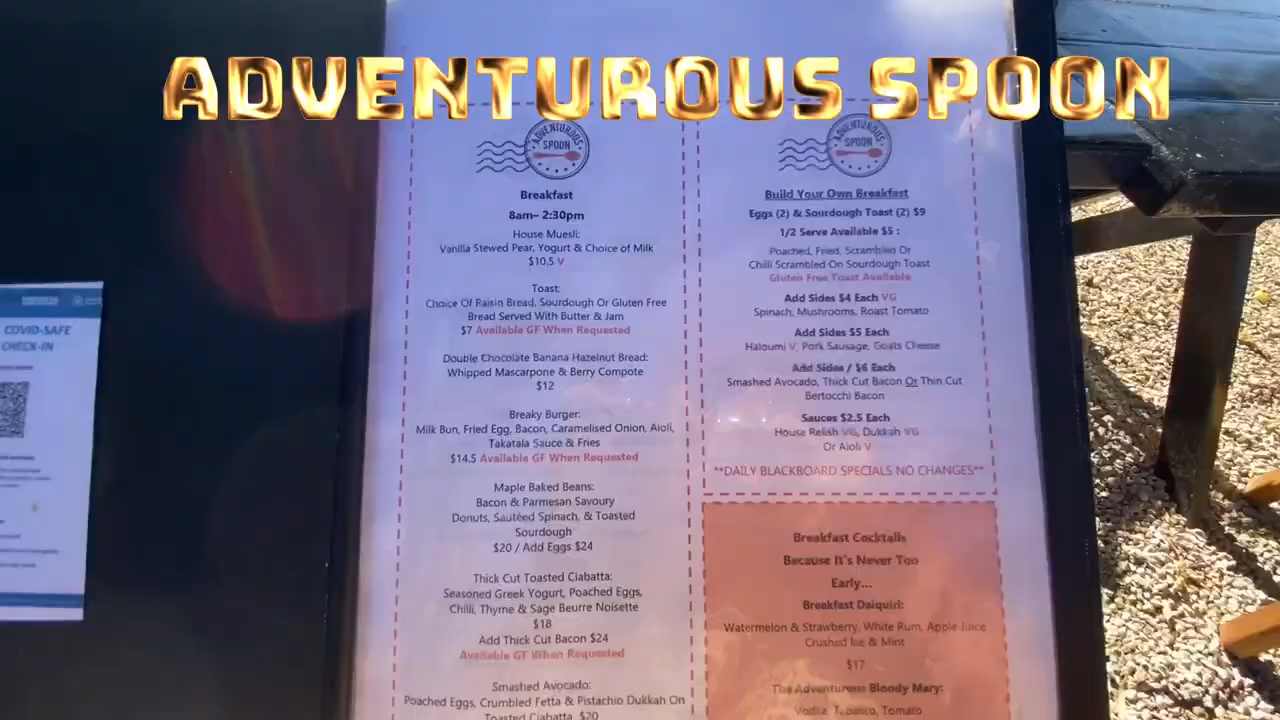 ADVENTUROUS SPOON
ADVENTUROUS
SPOON
Breakfast
8am– 2:30pm
House Muesli:
Vanilla Stewed Pear, Yogurt & Choice of Milk
$10.5 V
Toast:
Choice Of Raisin Bread, Sourdough Or Gluten Free
Bread Served With Butter & Jam
$7 Available GF When Requested
Double Chocolate Banana Hazelnut Bread:
Whipped Mascarpone & Berry Compote
$12
Breaky Burger:
Milk Bun, Fried Egg, Bacon, Caramelised Onion, Aioli,
Takatala Sauce & Fries
$14.5 Available GF When Requested
Maple Baked Beans:
Bacon & Parmesan Savoury
Donuts, Sautéed Spinach, & Toasted
Sourdough
$20 / Add Eggs $24
Thick Cut Toasted Ciabatta:
Seasoned Greek Yogurt, Poached Eggs,
Chilli, Thyme & Sage Beurre Noisette
$18
Add Thick Cut Bacon $24
Available GF When Requested
Smashed Avocado:
Poached Eggs, Crumbled Fetta & Pistachio Dukkah On
Toasted Ciabatta $20
ADVENTUROUS
SPOON
Build Your Own Breakfast
Eggs (2) & Sourdough Toast (2) $9
1/2 Serve Available $5 :
Poached, Fried, Scrambled Or
Chilli Scrambled On Sourdough Toast
Gluten Free Toast Available
Add Sides $4 Each VG
Spinach, Mushrooms, Roast Tomato
Add Sides $5 Each
Haloumi V, Pork Sausage, Goats Cheese
Add Sides / $6 Each
Smashed Avocado, Thick Cut Bacon Or Thin Cut
Bertocchi Bacon
Sauces $2.5 Each
House Relish VG, Dukkah VG
Or Aioli V
**DAILY BLACKBOARD SPECIALS NO CHANGES**
Breakfast Cocktails
Because It's Never Too
Early...
Breakfast Daiquiri:
Watermelon & Strawberry, White Rum, Apple Juice
Crushed Ice & Mint
$17
The Adventurous Bloody Mary:
Vodka, Tabasco, Tomato
COVID-SAFE
CHECK-IN